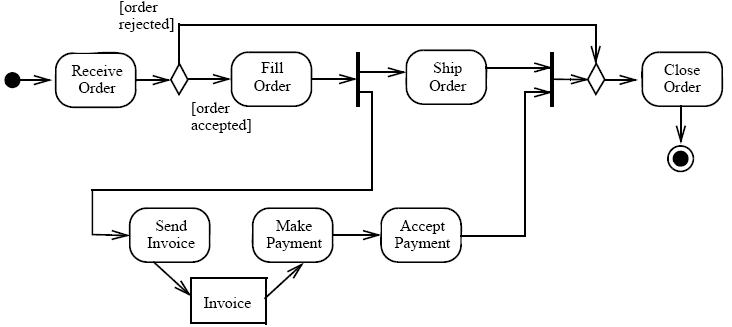 [order
rejected]
Receive
Order
Fill
Order
Ship
Order
Close
Order
[order
accepted]
Send
Invoice
Make
Payment
Accept
Payment
Invoice